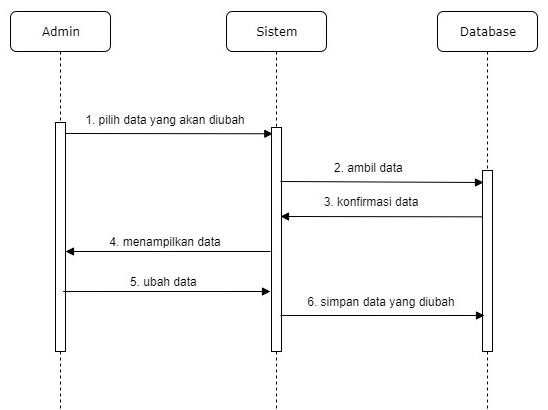 Admin
Sistem
Database
1. pilih data yang akan diubah
2. ambil data
3. konfirmasi data
4. menampilkan data
5. ubah data
6. simpan data yang diubah